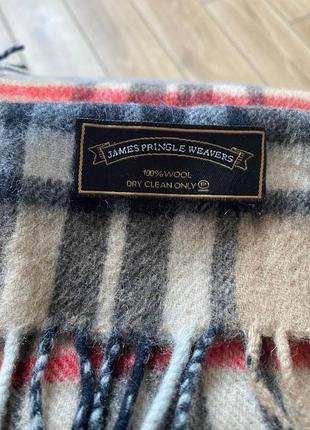 JAMES PRINGLE WEAVERS
100% WOOL
DRY CLEAN ONLY Ⓟ